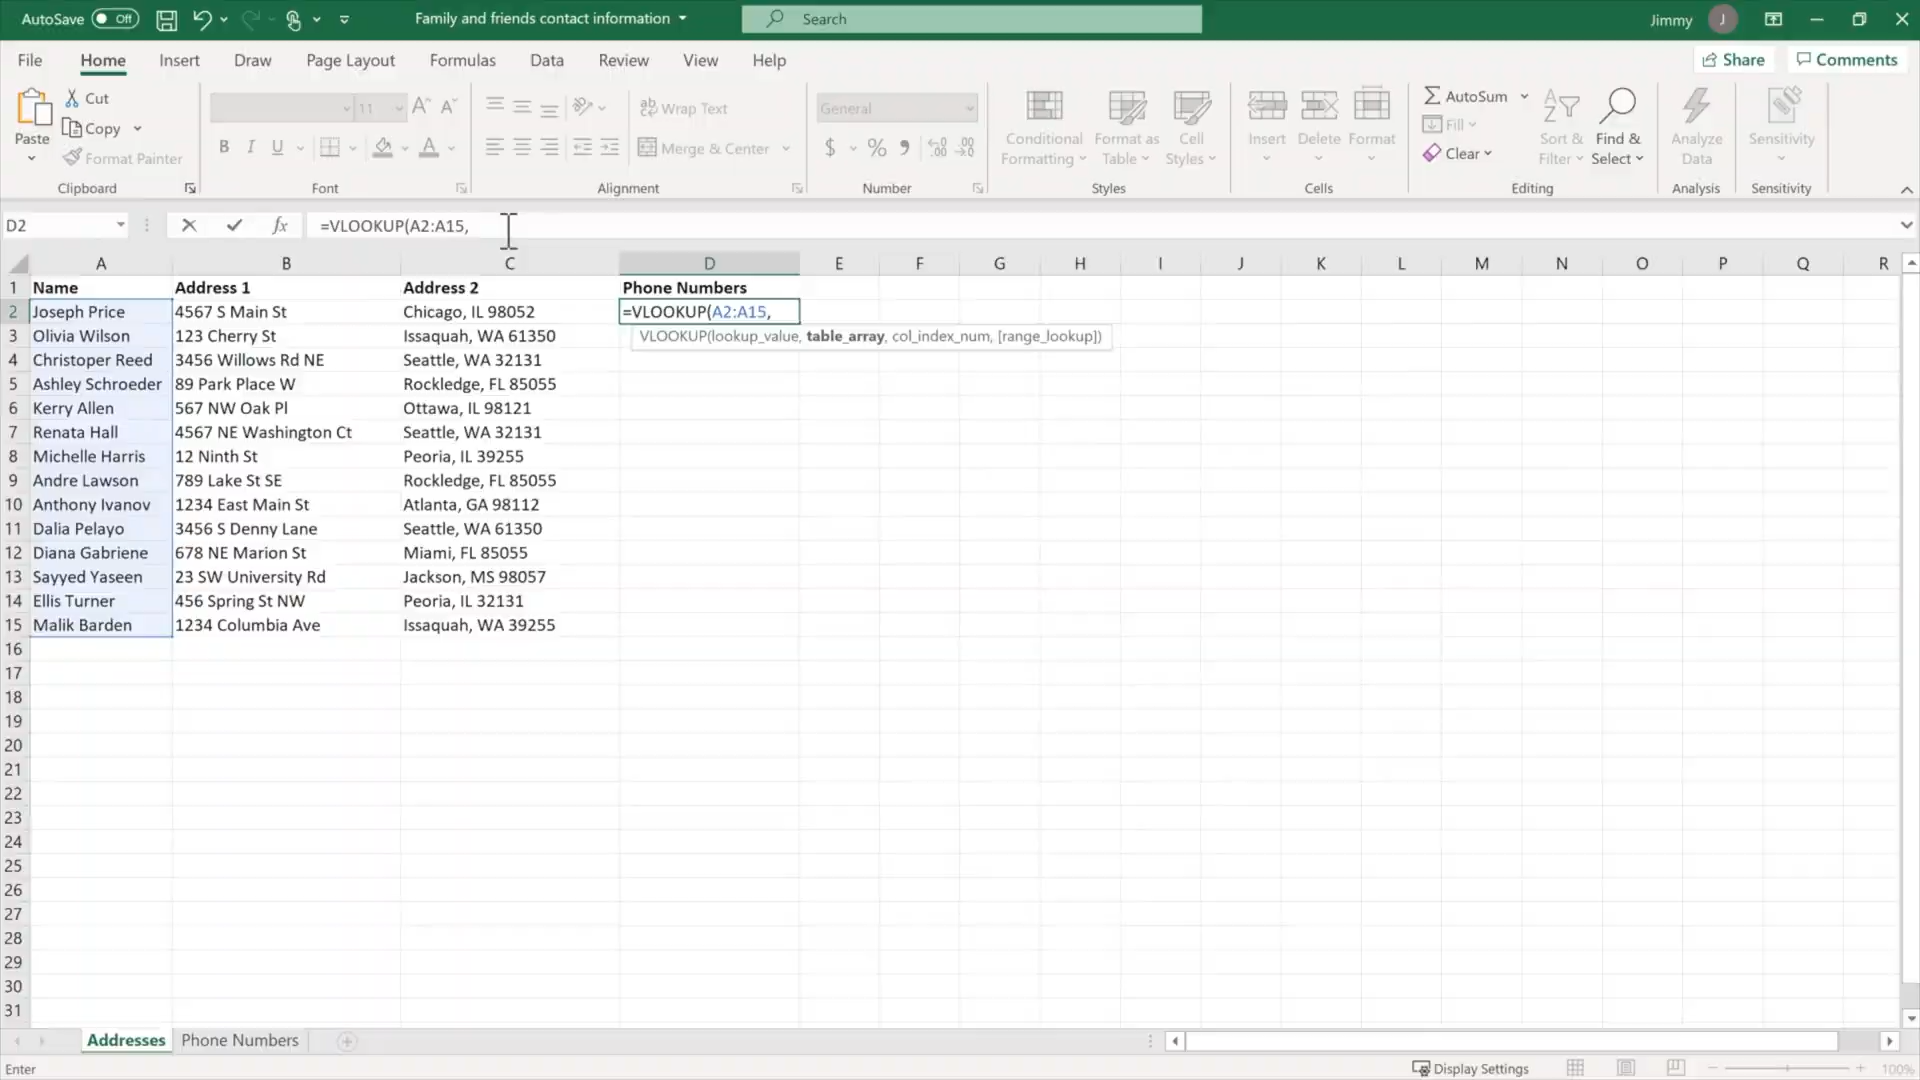 AutoSave Off Family and friends contact information Search Jimmy J
File Home Insert Draw Page Layout Formulas Data Review View Help Share Comments
Paste Cut Copy Format Painter Clipboard
11 A^ A˅ B I U A Font
ab Wrap Text Merge & Center Alignment
General $ % 9 Number
Conditional Formatting Format as Table Cell Styles Styles
Insert Delete Format Cells
AutoSum Fill Clear Sort & Filter Find & Select Editing
Analyze Data Analysis
Sensitivity Sensitivity
D2 fx =VLOOKUP(A2:A15,
A B C D E F G H I J K L M N O P Q R
1 Name Address 1 Address 2 Phone Numbers
2 Joseph Price 4567 S Main St Chicago, IL 98052 =VLOOKUP(A2:A15,
VLOOKUP(lookup_value, table_array, col_index_num, [range_lookup])
3 Olivia Wilson 123 Cherry St Issaquah, WA 61350
4 Christoper Reed 3456 Willows Rd NE Seattle, WA 32131
5 Ashley Schroeder 89 Park Place W Rockledge, FL 85055
6 Kerry Allen 567 NW Oak Pl Ottawa, IL 98121
7 Renata Hall 4567 NE Washington Ct Seattle, WA 32131
8 Michelle Harris 12 Ninth St Peoria, IL 39255
9 Andre Lawson 789 Lake St SE Rockledge, FL 85055
10 Anthony Ivanov 1234 East Main St Atlanta, GA 98112
11 Dalia Pelayo 3456 S Denny Lane Seattle, WA 61350
12 Diana Gabriene 678 NE Marion St Miami, FL 85055
13 Sayyed Yaseen 23 SW University Rd Jackson, MS 98057
14 Ellis Turner 456 Spring St NW Peoria, IL 32131
15 Malik Barden 1234 Columbia Ave Issaquah, WA 39255
16
17
18
19
20
21
22
23
24
25
26
27
28
29
30
31
Addresses Phone Numbers
Enter Display Settings 100%